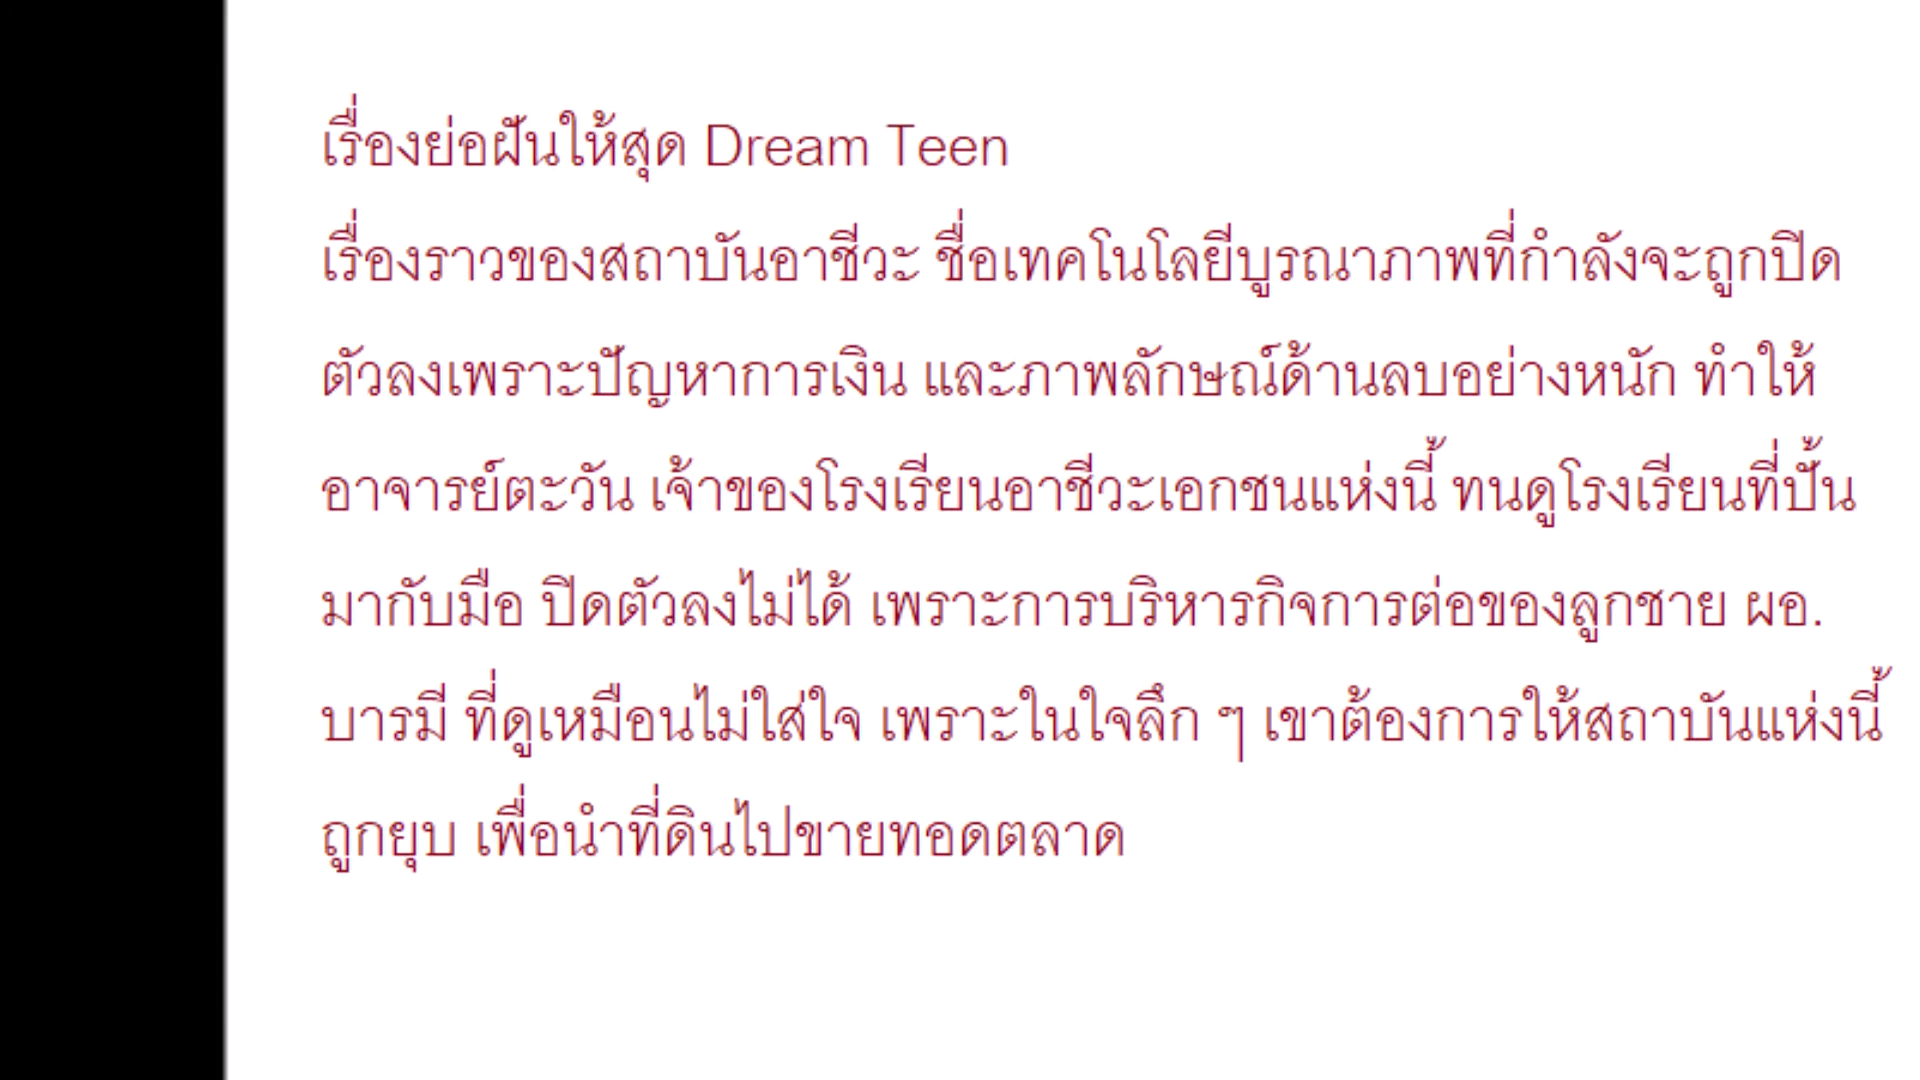 เรื่องย่อฝันให้สุด Dream Teen
เรื่องราวของสถาบันอาชีวะ ชื่อเทคโนโลยีบูรณาภาพที่กำลังจะถูกปิด
ตัวลงเพราะปัญหาการเงิน และภาพลักษณ์ด้านลบอย่างหนัก ทำให้
อาจารย์ตะวัน เจ้าของโรงเรียนอาชีวะเอกชนแห่งนี้ ทนดูโรงเรียนที่ปั้น
มากับมือ ปิดตัวลงไม่ได้ เพราะการบริหารกิจการต่อของลูกชาย ผอ.
บารมี ที่ดูเหมือนไม่ใส่ใจ เพราะในใจลึก ๆ เขาต้องการให้สถาบันแห่งนี้
ถูกยุบ เพื่อนำที่ดินไปขายทอดตลาด